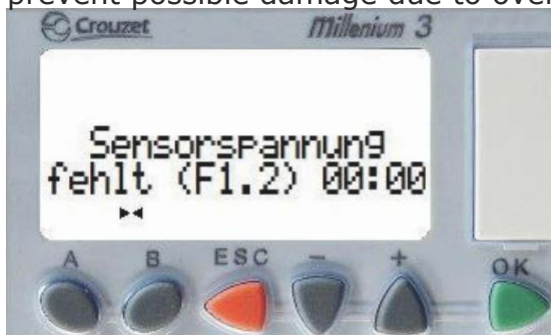 prevent possible damage due to over
Crouzet
Millenium 3
Sensorspannung
fehlt (F1.2) 00:00
A B ESC - + OK